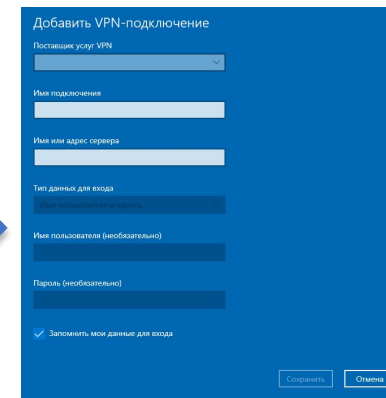 Добавить VPN-подключение
Поставщик услуг VPN
Имя подключения
Имя или адрес сервера
Тип данных для входа
Имя пользователя и пароль
Имя пользователя (необязательно)
Пароль (необязательно)
Запомнить мои данные для входа
Сохранить Отмена